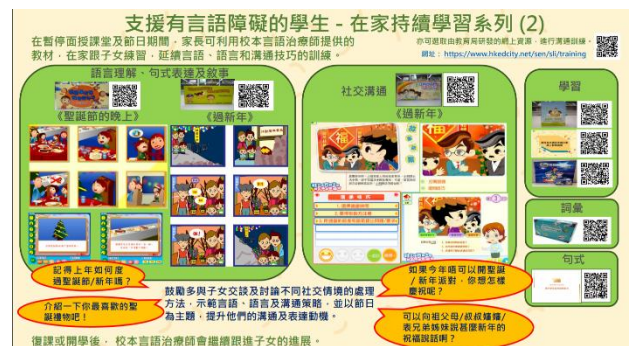 支援有言語障礙的學生 - 在家持續學習系列 (2)
在暫停面授課堂及節日期間，家長可利用校本言語治療師提供的
教材，在家跟子女練習，延續言語、語言和溝通技巧的訓練。
亦可選取由教育局研發的網上資源，進行溝通訓練。
網址： https://www.hkedcity.net/sen/sli/training
語言理解、句式表達及敘事
《聖誕節的晚上》
《過新年》
社交溝通
《過新年》
福
學習
詞彙
句式
記得上年如何度
過聖誕節/新年嗎？
介紹一下你最喜歡的聖
誕禮物吧！
鼓勵多與子女交談及討論不同社交情境的處理
方法，示範言語、語言及溝通策略，並以節日
為主題，提升他們的溝通及表達動機。
如果今年唔可以開聖誕
/ 新年派對，你想怎樣
慶祝呢？
可以向祖父母/叔叔嬸嬸/
表兄弟姊妹說甚麼新年的
祝福說話啊？
復課或開學後， 校本言語治療師會繼續跟進子女的進展。